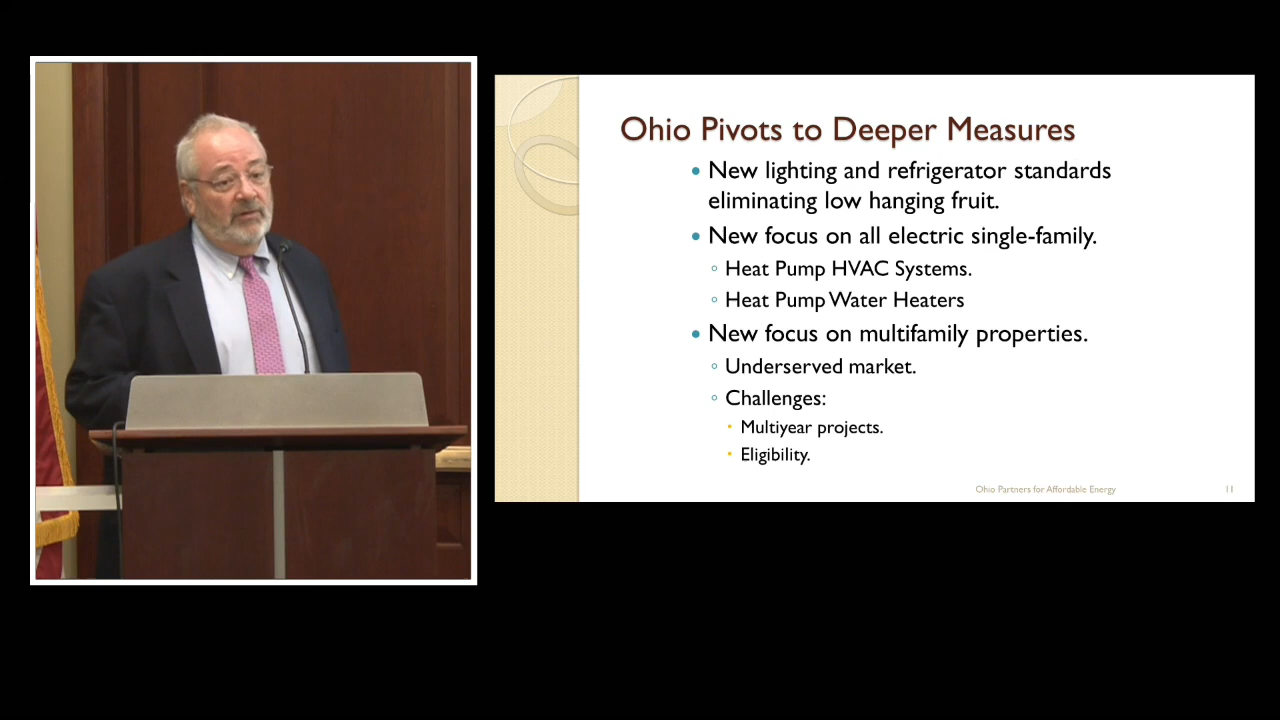 Ohio Pivots to Deeper Measures
• New lighting and refrigerator standards
eliminating low hanging fruit.
• New focus on all electric single-family.
◦ Heat Pump HVAC Systems.
◦ Heat Pump Water Heaters
• New focus on multifamily properties.
◦ Underserved market.
◦ Challenges:
• Multiyear projects.
• Eligibility.
Ohio Partners for Affordable Energy 11